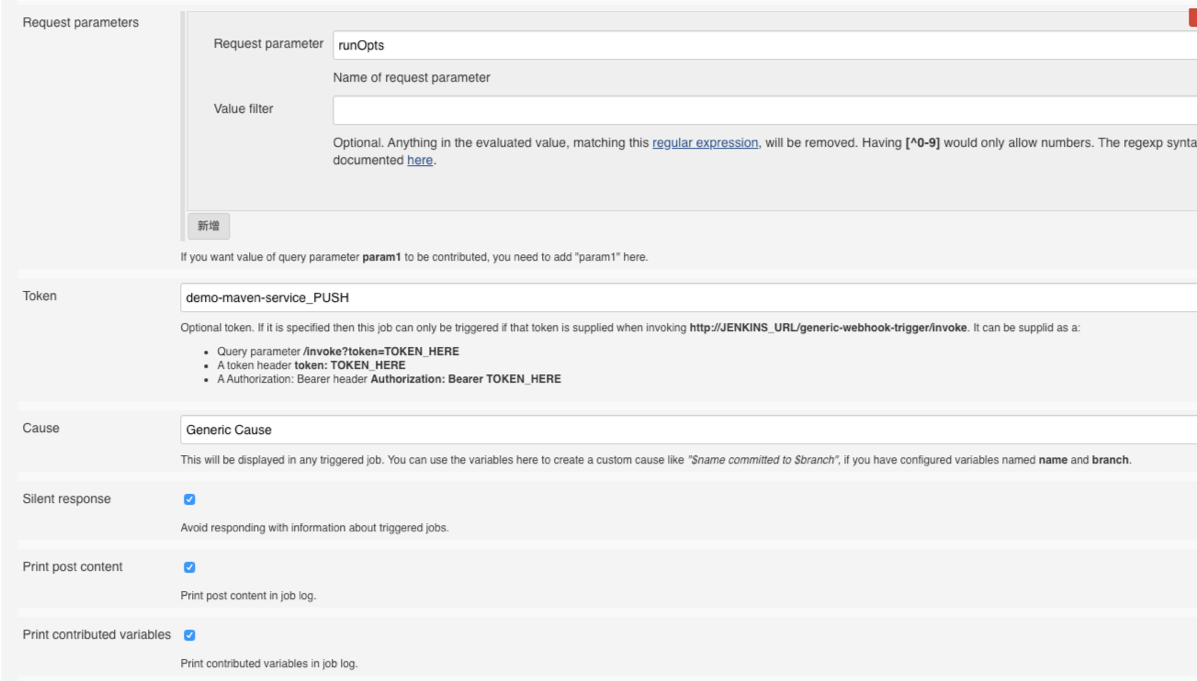 Request parameters
Request parameter
runOpts
Name of request parameter
Value filter
Optional. Anything in the evaluated value, matching this regular expression, will be removed. Having [^0-9] would only allow numbers. The regexp synta
documented here.
新增
If you want value of query parameter param1 to be contributed, you need to add "param1" here.
Token
demo-maven-service_PUSH
Optional token. If it is specified then this job can only be triggered if that token is supplied when invoking http://JENKINS_URL/generic-webhook-trigger/invoke. It can be supplid as a:
• Query parameter /invoke?token=TOKEN_HERE
• A token header token: TOKEN_HERE
• A Authorization: Bearer header Authorization: Bearer TOKEN_HERE
Cause
Generic Cause
This will be displayed in any triggered job. You can use the variables here to create a custom cause like "$name committed to $branch", if you have configured variables named name and branch.
Silent response
Avoid responding with information about triggered jobs.
Print post content
Print post content in job log.
Print contributed variables
Print contributed variables in job log.